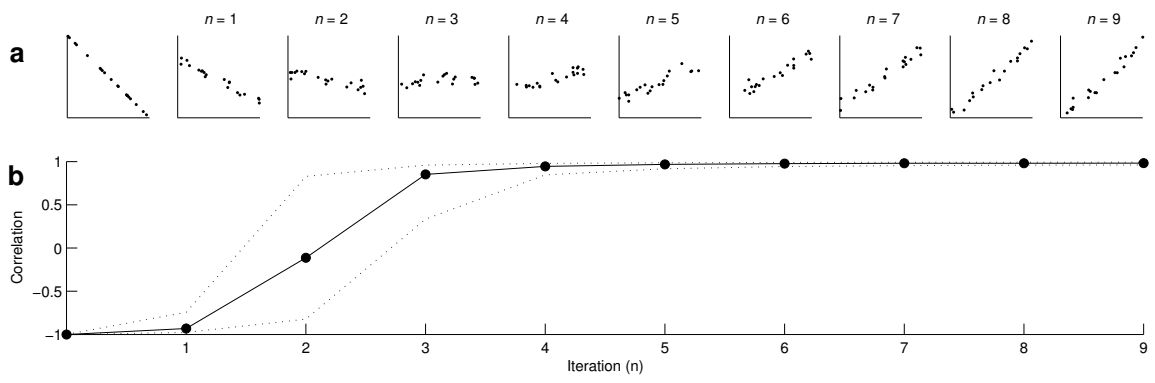 n = 1 n = 2 n = 3 n = 4 n = 5 n = 6 n = 7 n = 8 n = 9
a
b
1
0.5
0
−0.5
−1
Correlation
1 2 3 4 5 6 7 8 9
Iteration (n)